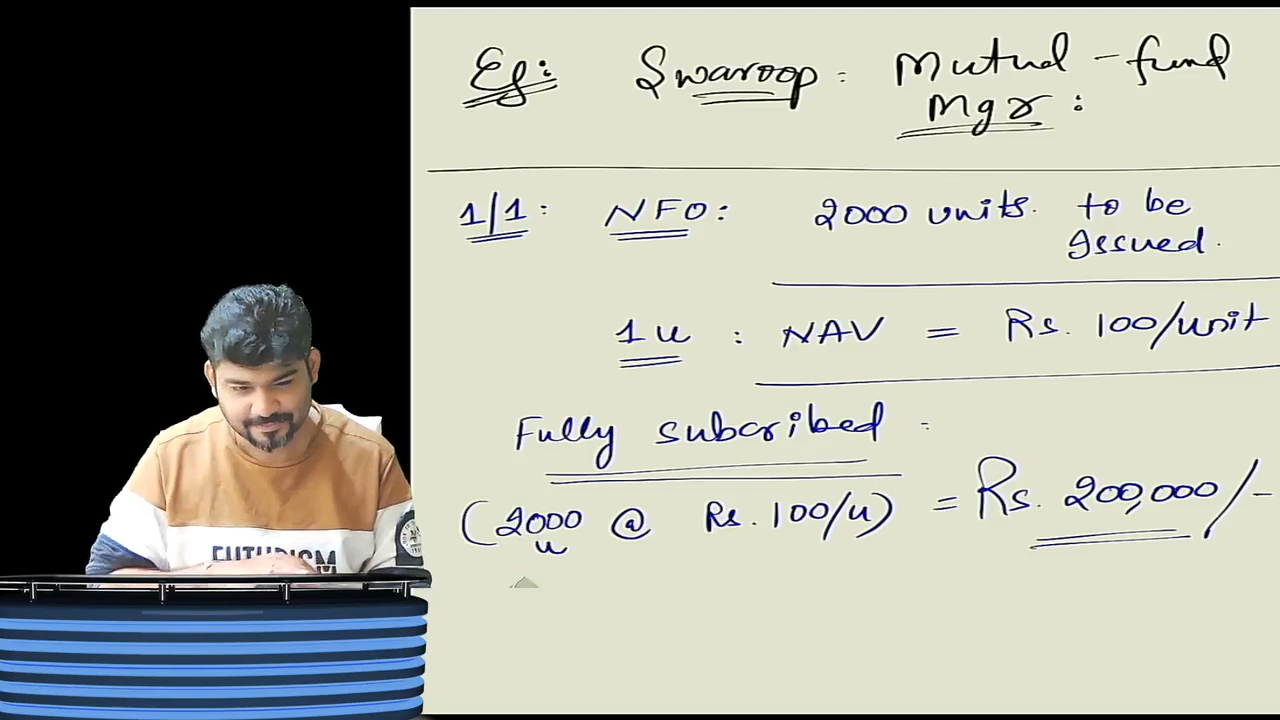 Eg: Swaroop: Mutual-fund
Mgr:
1/1: NFO: 2000 units. to be
issued.
1u : NAV = Rs. 100/unit
Fully subcribed :
(2000 @ Rs. 100/u) = Rs. 200,000/-
u
FUTURISM